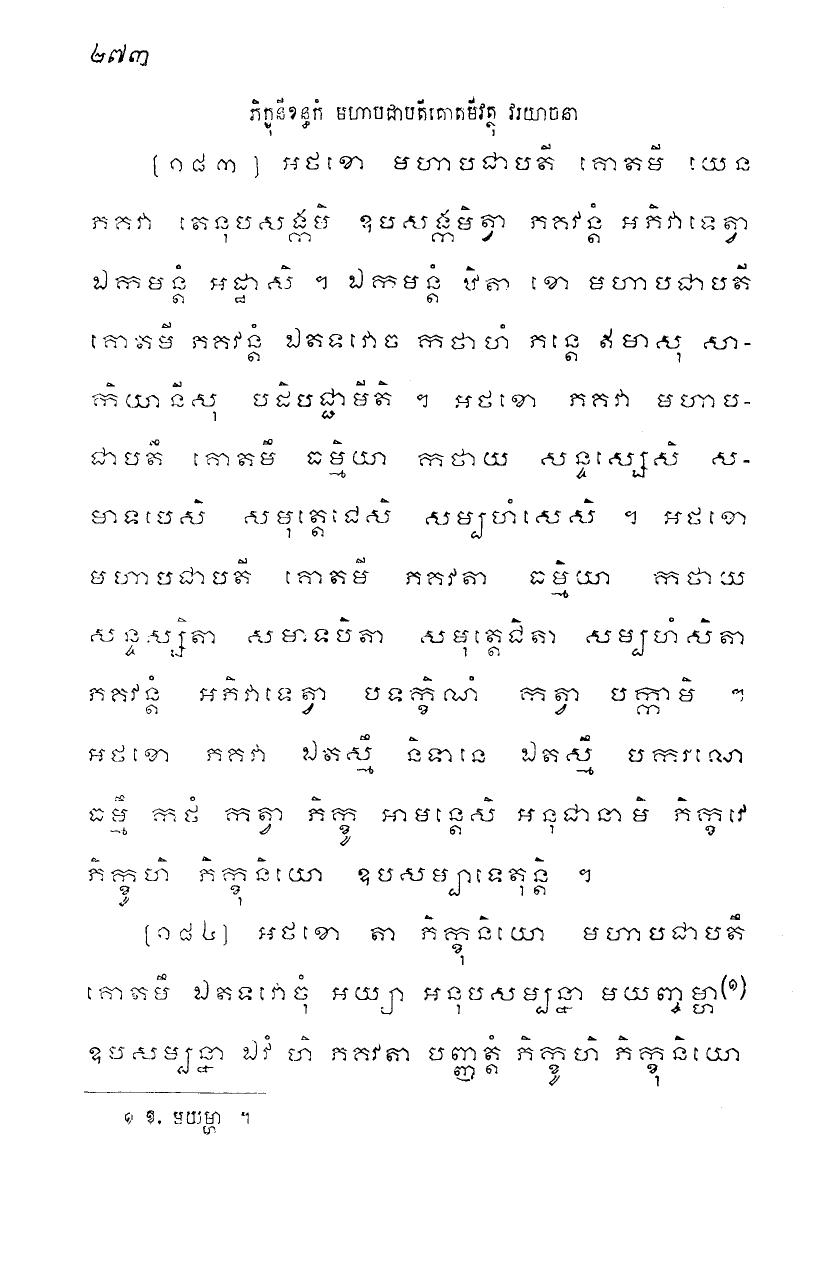 ២៧៣
ភិក្ខុនីខន្ធកំ មហាបជាបតីគោតមីវត្ថុ វរយាចនា
[១៨៣] អថខោ មហាបជាបតី គោតមី យេន
ភគវា តេនុបសង្កមិ ឧបសង្កមិត្វា ភគវន្តំ អភិវាទេត្វា
ឯកមន្តំ អដ្ឋាសិ ។ ឯកមន្តំ ឋិតា ខោ មហាបជាបតី
គោតមី ភគវន្តំ ឯតទវោច កថាហំ ភន្តេ ឥមាសុ សា-
កិយានីសុ បដិបជ្ជាមីតិ ។ អថខោ ភគវា មហាប-
ជាបតឹ គោតមឹ ធម្មិយា កថាយ សន្ទស្សេសិ ស-
មាទបេសិ សមុត្តេជេសិ សម្បហំសេសិ ។ អថខោ
មហាបជាបតី គោតមី ភគវតា ធម្មិយា កថាយ
សន្ទស្សិតា សមាទបិតា សមុត្តេជិតា សម្បហំសិតា
ភគវន្តំ អភិវាទេត្វា បទក្ខិណំ កត្វា បក្កាមិ ។
អថខោ ភគវា ឯតស្មឹ និទានេ ឯតស្មឹ បករណេ
ធម្មឹ កថំ កត្វា ភិក្ខូ អាមន្តេសិ អនុជានាមិ ភិក្ខវេ
ភិក្ខូហិ ភិក្ខុនិយោ ឧបសម្បាទេតុន្តិ ។
[១៨៤] អថខោ តា ភិក្ខុនិយោ មហាបជាបតឹ
គោតមឹ ឯតទវោចុំ អយ្យា អនុបសម្បន្នា មយញ្ចម្ហា(១)
ឧបសម្បន្នា ឯវំ ហិ ភគវតា បញ្ញត្តំ ភិក្ខូហិ ភិក្ខុនិយោ
១ ឱ. មយម្ហា ។